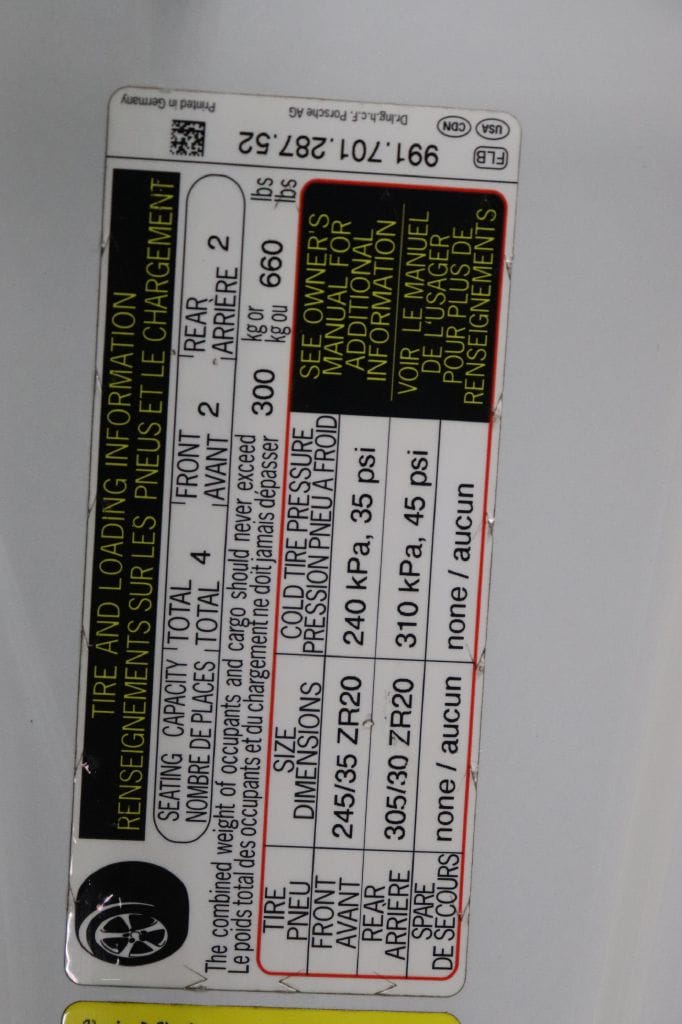 TIRE AND LOADING INFORMATION
RENSEIGNEMENTS SUR LES PNEUS ET LE CHARGEMENT
SEATING CAPACITY TOTAL FRONT REAR
NOMBRE DE PLACES TOTAL 4 AVANT 2 ARRIÈRE 2
The combined weight of occupants and cargo should never exceed 300 kg or 660 lbs
Le poids total des occupants et du chargement ne doit jamais dépasser kg ou lbs
TIRE SIZE COLD TIRE PRESSURE
PNEU DIMENSIONS PRESSION PNEU A FROID
FRONT
AVANT 245/35 ZR20 240 kPa, 35 psi
REAR
ARRIÈRE 305/30 ZR20 310 kPa, 45 psi
SPARE
DE SECOURS none / aucun none / aucun
SEE OWNER'S
MANUAL FOR
ADDITIONAL
INFORMATION
VOIR LE MANUEL
DE L'USAGER
POUR PLUS DE
RENSEIGNEMENTS
FLB 991.701.287.52
USA CDN Dr.Ing.h.c.F. Porsche AG Printed in Germany